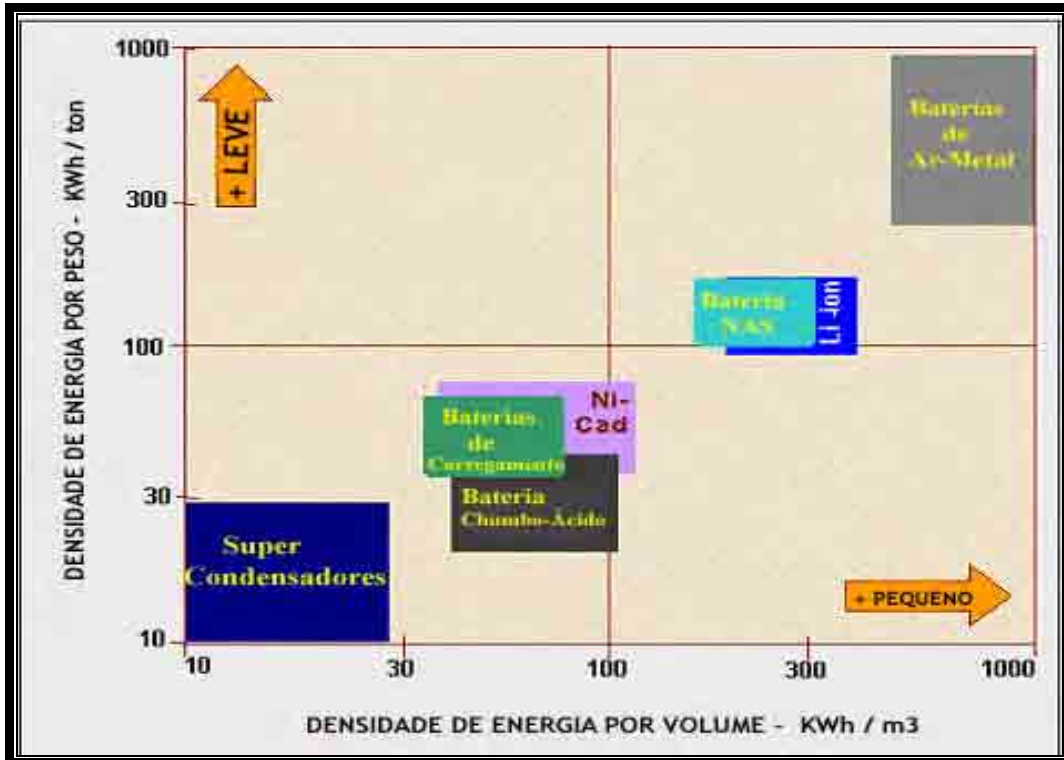 DENSIDADE DE ENERGIA POR PESO - KWh / ton
1000
300
100
30
10
+ LEVE
Baterias
de
Ar-Metal
Bateria
NAS
Li -ion
NI-
Cad
Baterias
de
Carregamento
Bateria
Chumbo-Ácido
Super
Condensadores
+ PEQUENO
10
30
100
300
1000
DENSIDADE DE ENERGIA POR VOLUME - KWh / m3